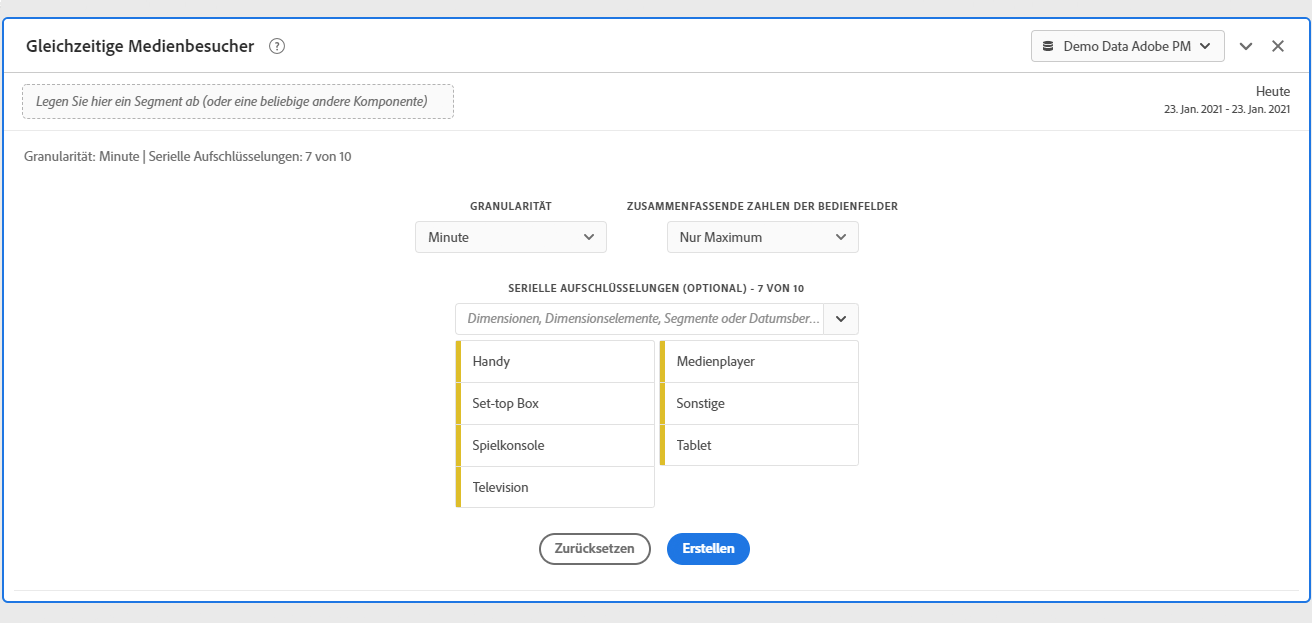 Gleichzeitige Medienbesucher ?
Demo Data Adobe PM
Legen Sie hier ein Segment ab (oder eine beliebige andere Komponente)
Heute
23. Jan. 2021 - 23. Jan. 2021
Granularität: Minute | Serielle Aufschlüsselungen: 7 von 10
GRANULARITÄT
ZUSAMMENFASSENDE ZAHLEN DER BEDIENFELDER
Minute
Nur Maximum
SERIELLE AUFSCHLÜSSELUNGEN (OPTIONAL) - 7 VON 10
Dimensionen, Dimensionselemente, Segmente oder Datumsber...
Handy
Medienplayer
Set-top Box
Sonstige
Spielkonsole
Tablet
Television
Zurücksetzen
Erstellen